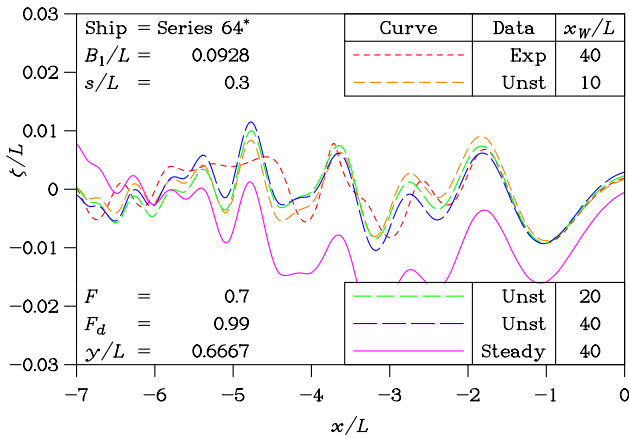 0.03
0.02
0.01
0
−0.01
−0.02
−0.03
ζ/L
Ship = Series 64*
B₁/L = 0.0928
s/L = 0.3
Curve Data x_W/L
Exp 40
Unst 10
F = 0.7
F_d = 0.99
y/L = 0.6667
Unst 20
Unst 40
Steady 40
−7 −6 −5 −4 −3 −2 −1 0
x/L